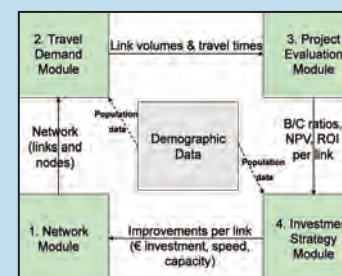 2. Travel
Demand
Module
Link volumes & travel times
3. Project
Evaluation
Module
Population
data
Network
(links and
nodes)
Demographic
Data
B/C ratios,
NPV, ROI
per link
Population
data
1. Network
Module
Improvements per link
(€ investment, speed,
capacity)
4. Investmen
Strategy
Module